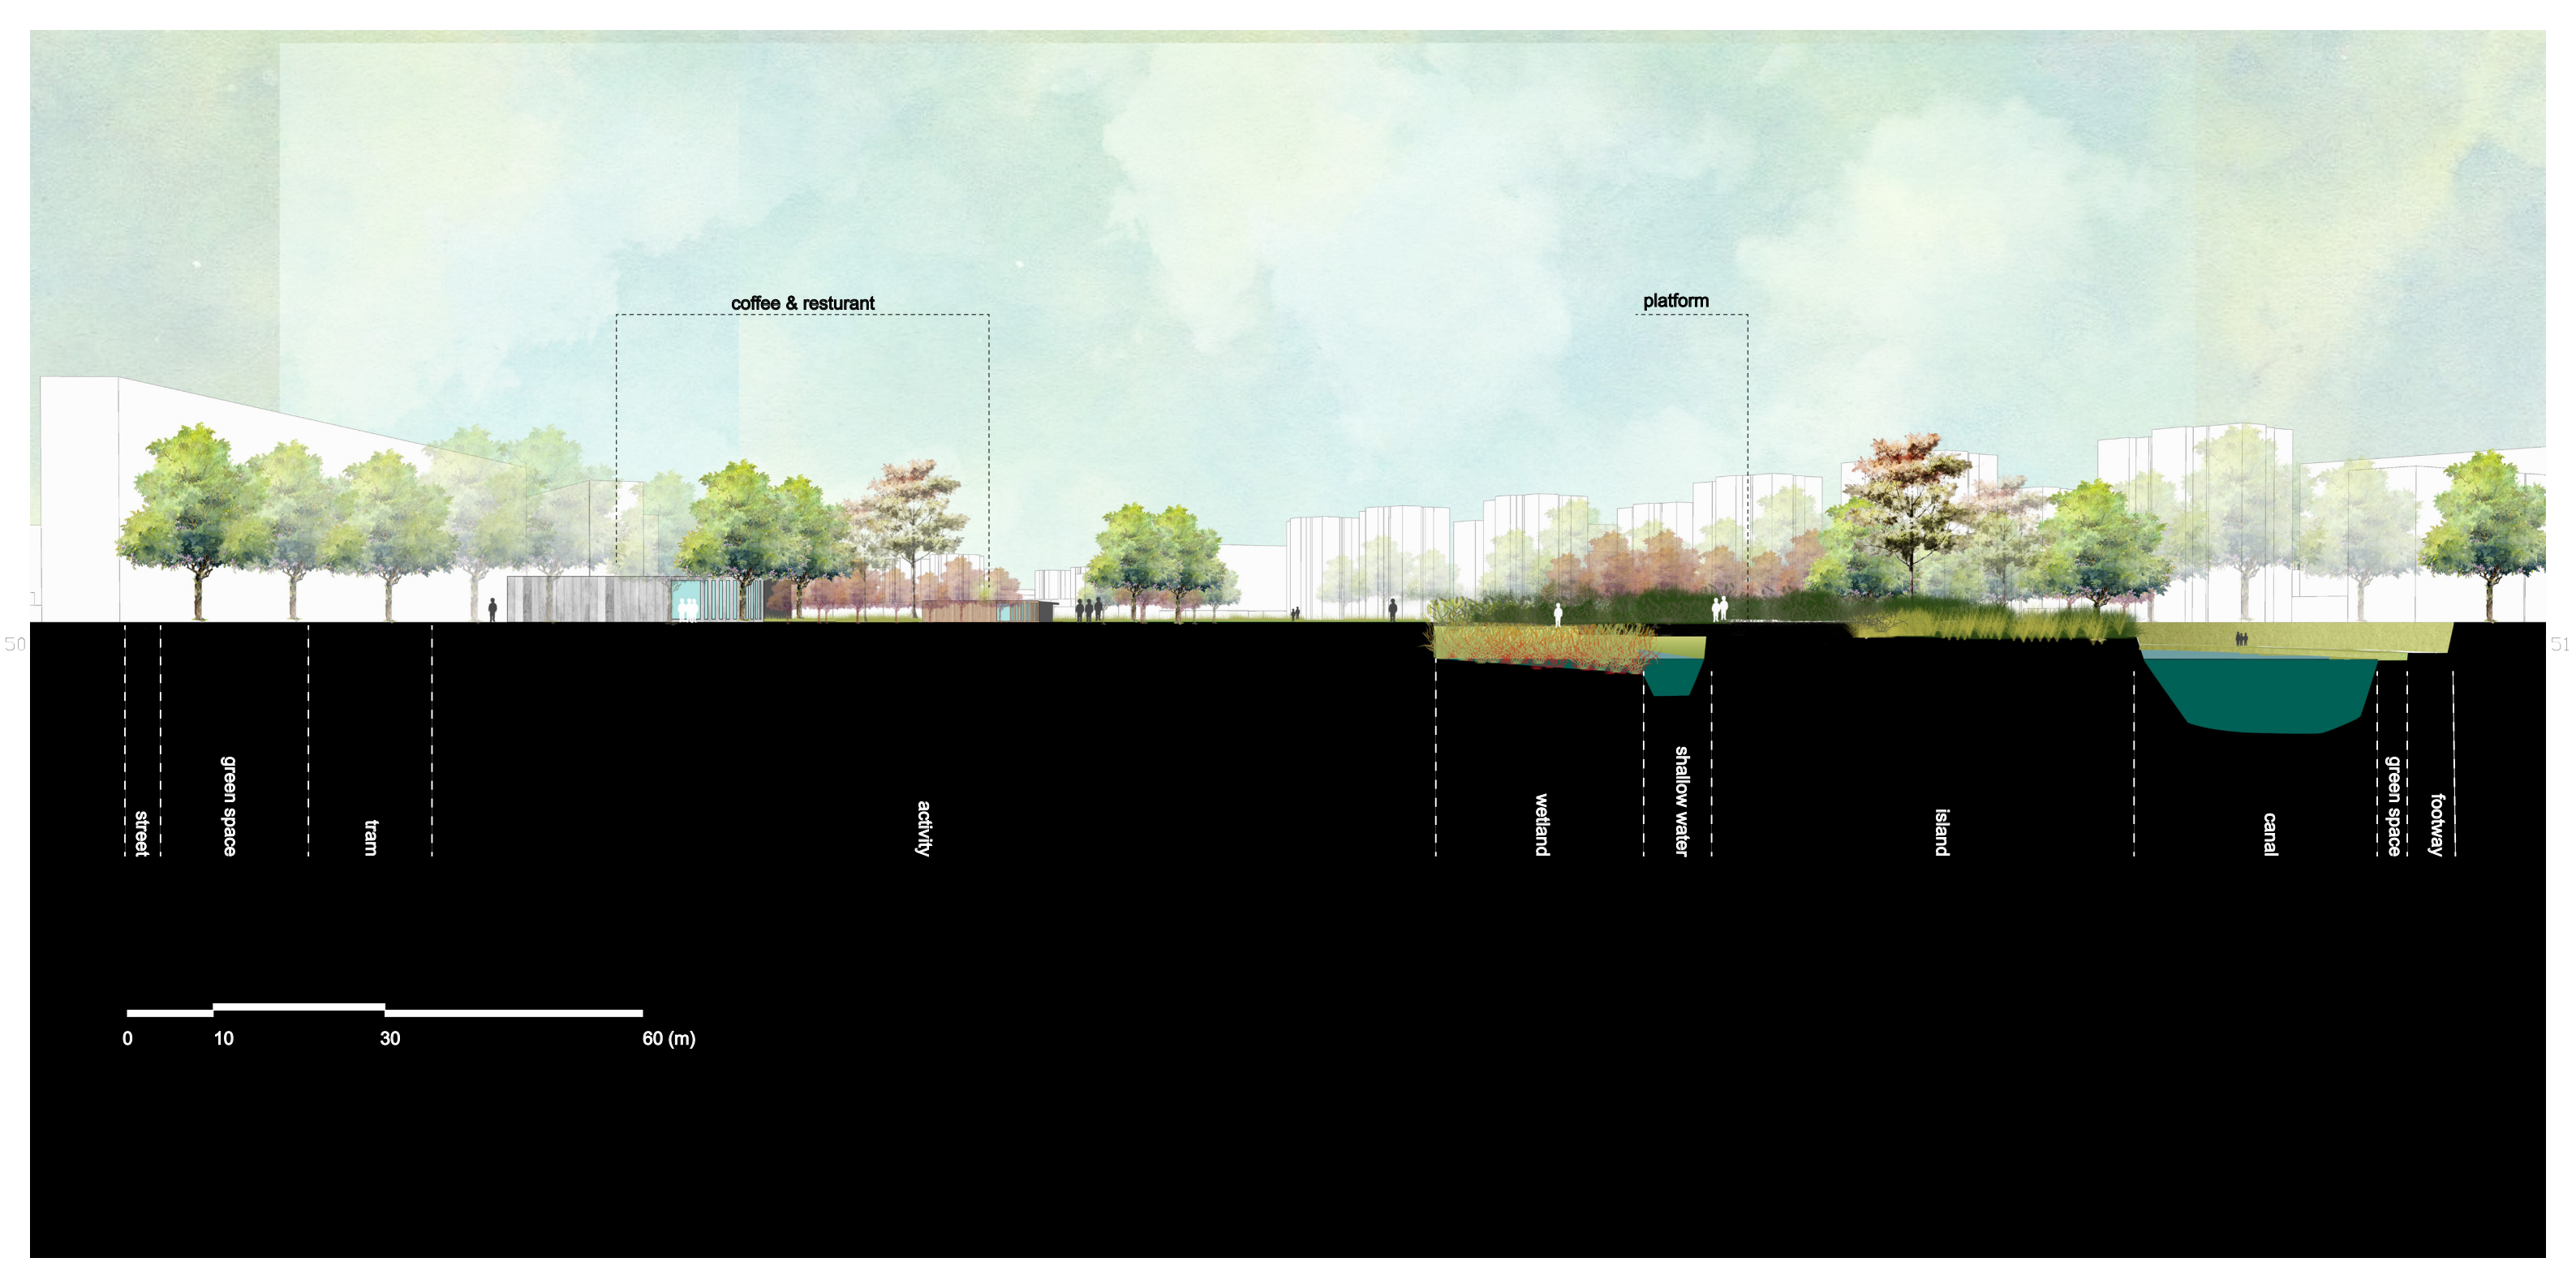 coffee & resturant
platform
50
51
street
green space
tram
activity
wetland
shallow water
island
canal
green space
footway
0 10 30 60 (m)